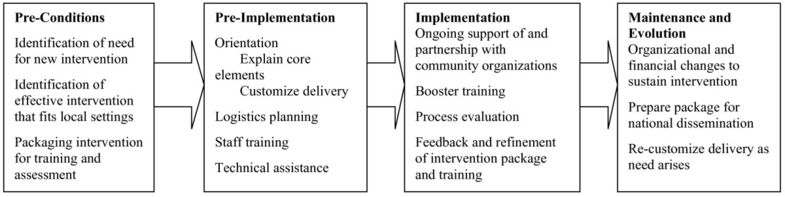 Pre-Conditions
Identification of need
for new intervention
Identification of
effective intervention
that fits local settings
Packaging intervention
for training and
assessment
Pre-Implementation
Orientation
Explain core
elements
Customize delivery
Logistics planning
Staff training
Technical assistance
Implementation
Ongoing support of and
partnership with
community organizations
Booster training
Process evaluation
Feedback and refinement
of intervention package
and training
Maintenance and
Evolution
Organizational and
financial changes to
sustain intervention
Prepare package for
national dissemination
Re-customize delivery as
need arises